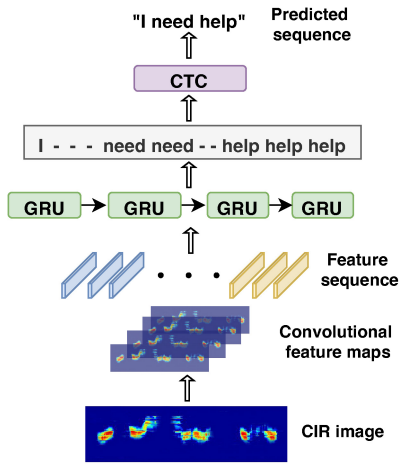 "I need help"
Predicted
sequence
CTC
I - - - need need - - help help help
GRU GRU GRU GRU
Feature
sequence
Convolutional
feature maps
CIR image